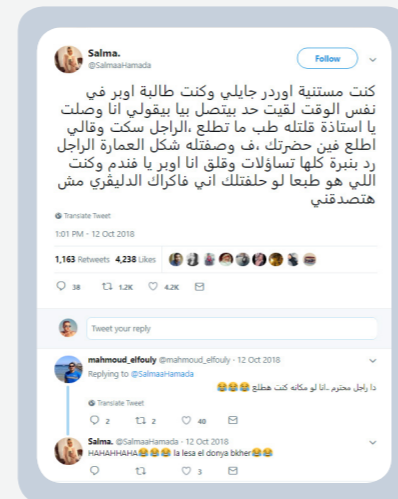 Salma.
@SalmaaHamada
Follow
كنت مستنية اوردر جايلي وكنت طالبة اوبر في
نفس الوقت لقيت حد بيتصل بيا بيقولي انا وصلت
يا استاذة قلتله طب ما تطلع ،الراجل سكت وقالي
اطلع فين حضرتك ،ف وصفتله شكل العمارة الراجل
رد بنبرة كلها تساؤلات وقلق انا اوبر يا فندم وكنت
اللي هو طبعا لو حلفتلك اني فاكراك الدليڤري مش
هتصدقني
Translate Tweet
1:01 PM - 12 Oct 2018
1,163 Retweets 4,238 Likes
38 1.2K 4.2K
Tweet your reply
mahmoud_elfouly @mahmoud_elfouly · 12 Oct 2018
Replying to @SalmaaHamada
دا راجل محترم ..انا لو مكانه كنت هطلع 😂😂😂
Translate Tweet
2 2 40
Salma. @SalmaaHamada · 12 Oct 2018
HAHAHHAHA😂😂😂 la lesa el donya bkher😂😂
3